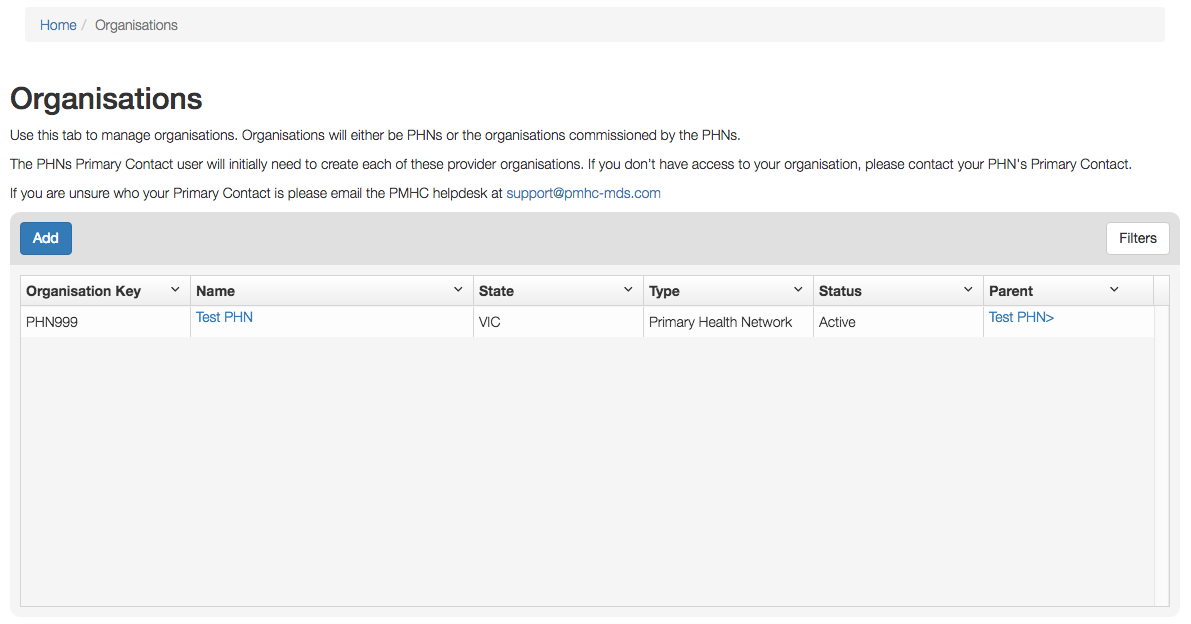 Home / Organisations
Organisations
Use this tab to manage organisations. Organisations will either be PHNs or the organisations commissioned by the PHNs.
The PHNs Primary Contact user will initially need to create each of these provider organisations. If you don't have access to your organisation, please contact your PHN's Primary Contact.
If you are unsure who your Primary Contact is please email the PMHC helpdesk at support@pmhc-mds.com
Add Filters
Organisation Key Name State Type Status Parent
PHN999 Test PHN VIC Primary Health Network Active Test PHN>